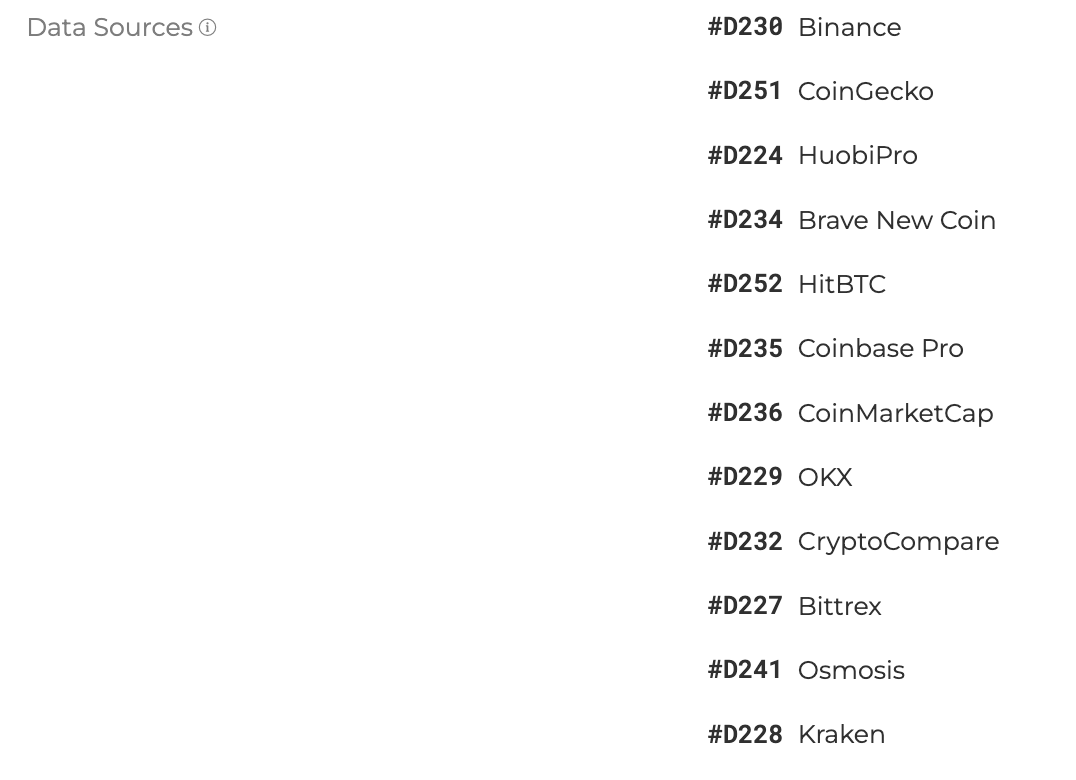 Data Sources
#D230 Binance
#D251 CoinGecko
#D224 HuobiPro
#D234 Brave New Coin
#D252 HitBTC
#D235 Coinbase Pro
#D236 CoinMarketCap
#D229 OKX
#D232 CryptoCompare
#D227 Bittrex
#D241 Osmosis
#D228 Kraken